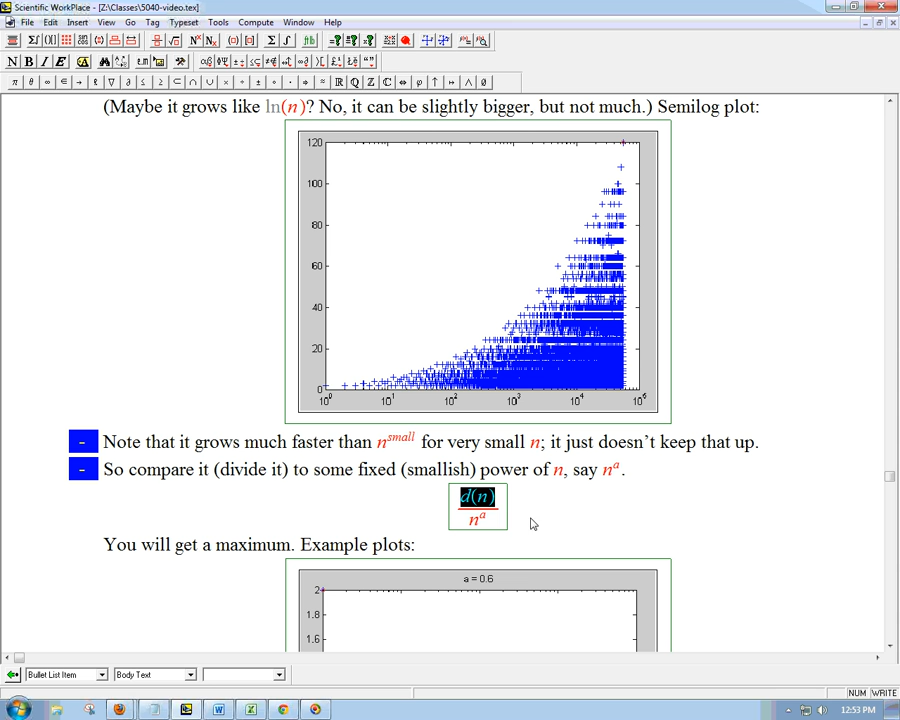 Scientific WorkPlace - [Z:\Classes\5040-video.tex]
File Edit Insert View Go Tag Typeset Tools Compute Window Help
(Maybe it grows like ln(n)? No, it can be slightly bigger, but not much.) Semilog plot:
120
100
80
60
40
20
0
10^0 10^1 10^2 10^3 10^4 10^5 10^6
- Note that it grows much faster than n^small for very small n; it just doesn't keep that up.
- So compare it (divide it) to some fixed (smallish) power of n, say n^a.
d(n)
n^a
You will get a maximum. Example plots:
a = 0.6
2
1.8
1.6
Bullet List Item Body Text
NUM WRITE
12:53 PM